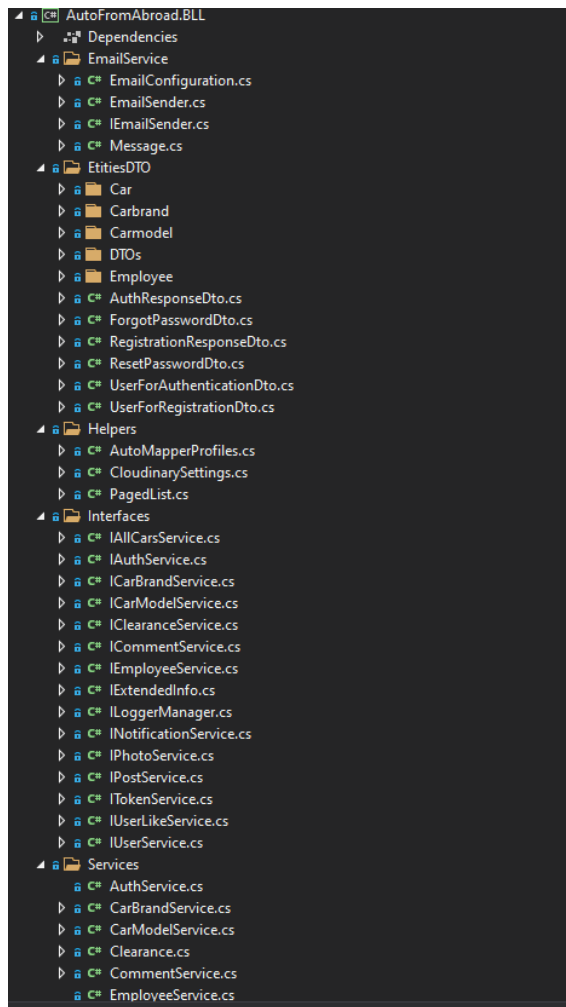 C# AutoFromAbroad.BLL
Dependencies
EmailService
C# EmailConfiguration.cs
C# EmailSender.cs
C# IEmailSender.cs
C# Message.cs
EtitiesDTO
Car
Carbrand
Carmodel
DTOs
Employee
C# AuthResponseDto.cs
C# ForgotPasswordDto.cs
C# RegistrationResponseDto.cs
C# ResetPasswordDto.cs
C# UserForAuthenticationDto.cs
C# UserForRegistrationDto.cs
Helpers
C# AutoMapperProfiles.cs
C# CloudinarySettings.cs
C# PagedList.cs
Interfaces
C# IAllCarsService.cs
C# IAuthService.cs
C# ICarBrandService.cs
C# ICarModelService.cs
C# IClearanceService.cs
C# ICommentService.cs
C# IEmployeeService.cs
C# IExtendedInfo.cs
C# ILoggerManager.cs
C# INotificationService.cs
C# IPhotoService.cs
C# IPostService.cs
C# ITokenService.cs
C# IUserLikeService.cs
C# IUserService.cs
Services
C# AuthService.cs
C# CarBrandService.cs
C# CarModelService.cs
C# Clearance.cs
C# CommentService.cs
C# EmployeeService.cs